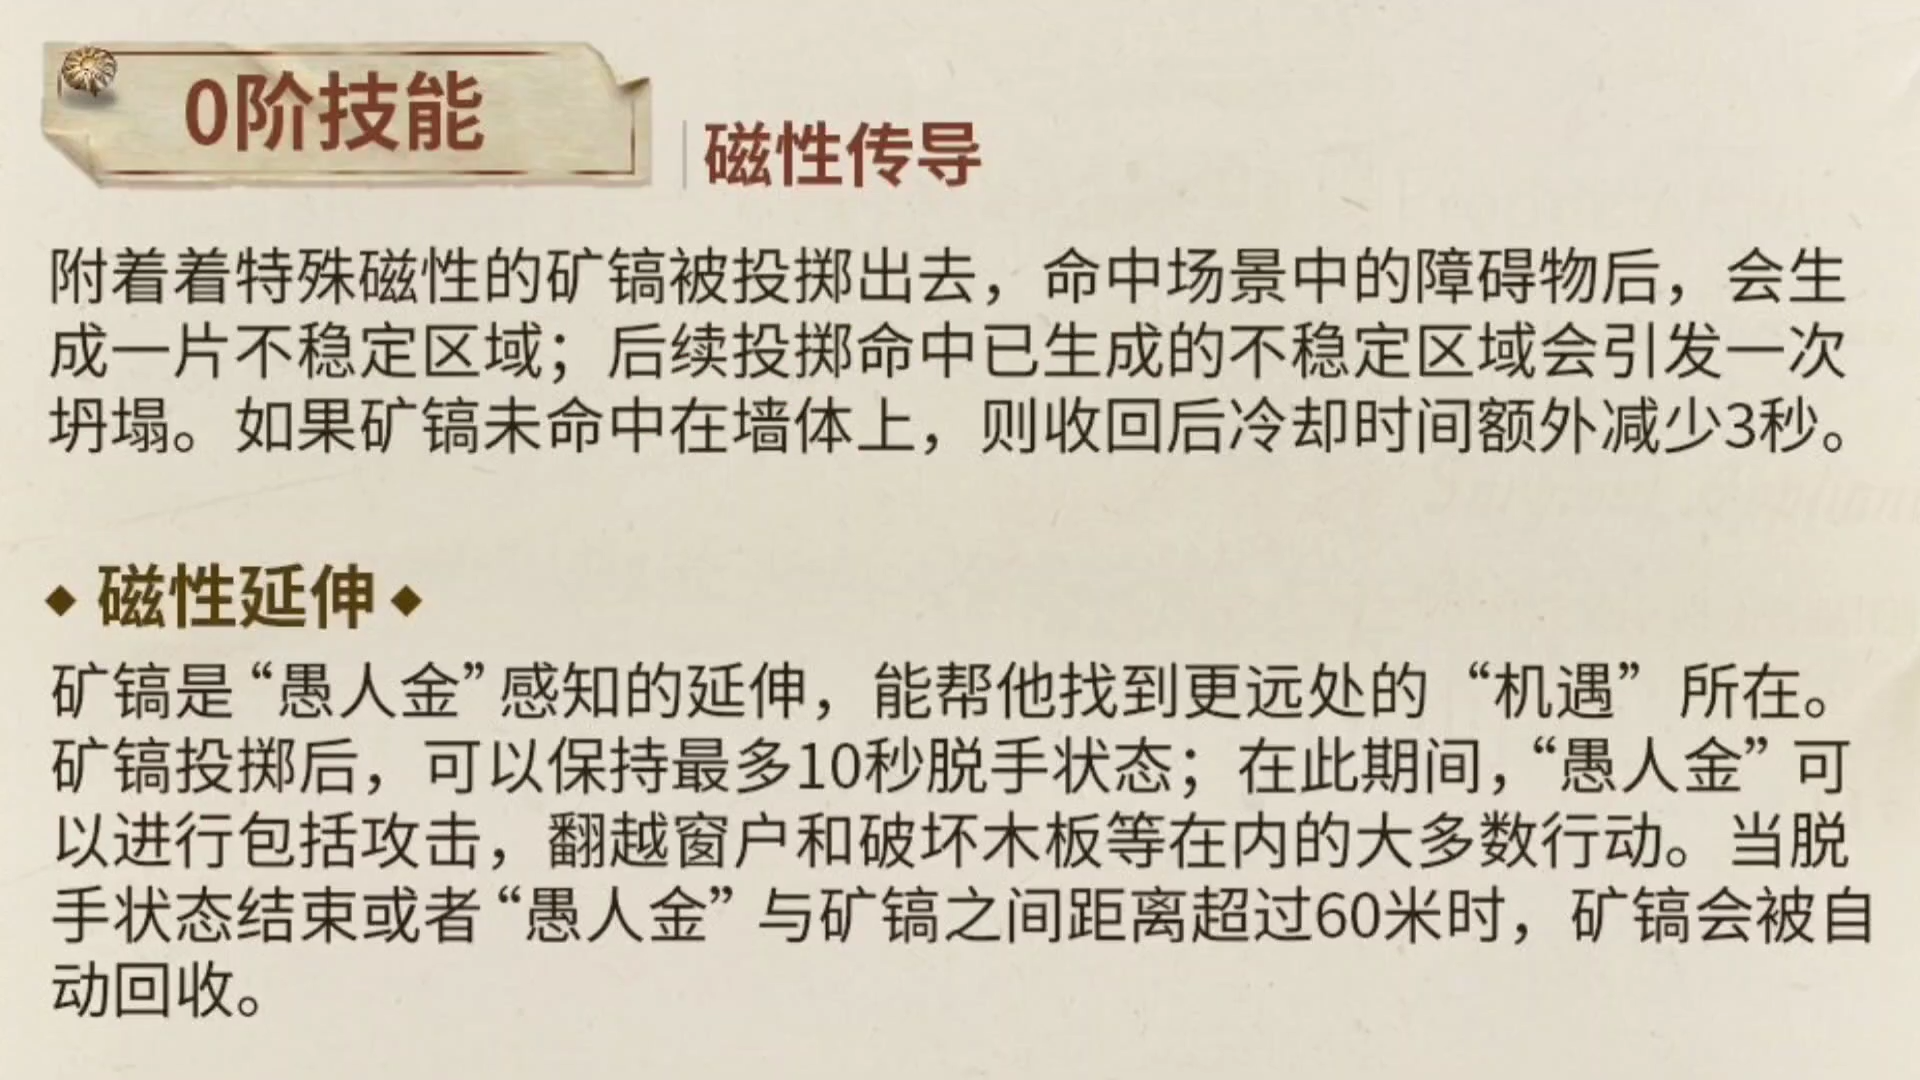 0阶技能
磁性传导
附着着特殊磁性的矿镐被投掷出去，命中场景中的障碍物后，会生
成一片不稳定区域；后续投掷命中已生成的不稳定区域会引发一次
坍塌。如果矿镐未命中在墙体上，则收回后冷却时间额外减少3秒。
◆ 磁性延伸 ◆
矿镐是“愚人金”感知的延伸，能帮他找到更远处的“机遇”所在。
矿镐投掷后，可以保持最多10秒脱手状态；在此期间，“愚人金”可
以进行包括攻击，翻越窗户和破坏木板等在内的大多数行动。当脱
手状态结束或者“愚人金”与矿镐之间距离超过60米时，矿镐会被自
动回收。